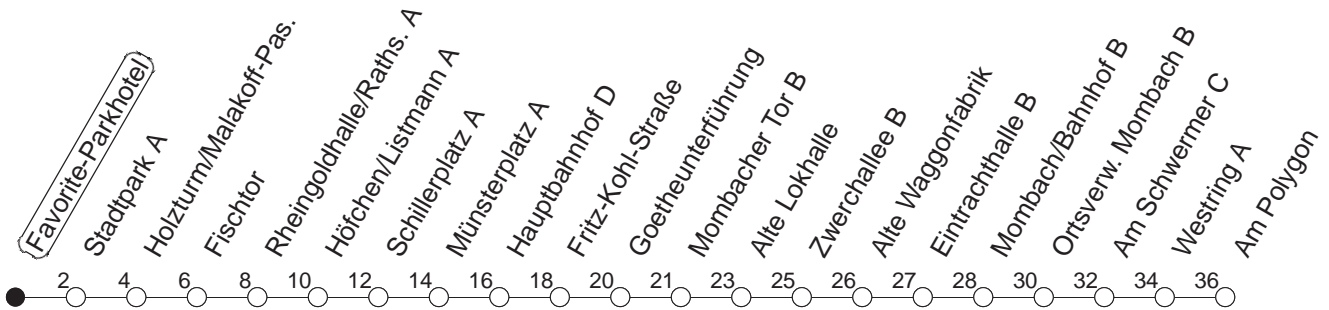 Favorite-Parkhotel
Stadtpark A
Holzturm/Malakoff-Pas.
Fischtor
Rheingoldhalle/Raths. A
Höfchen/Listmann A
Schillerplatz A
Münsterplatz A
Hauptbahnhof D
Fritz-Kohl-Straße
Goetheunterführung
Mombacher Tor B
Alte Lokhalle
Zwerchallee B
Alte Waggonfabrik
Eintrachthalle B
Mombach/Bahnhof B
Ortsverw. Mombach B
Am Schwermer C
Westring A
Am Polygon
2 4 6 8 10 12 14 16 18 20 21 23 25 26 27 28 30 32 34 36